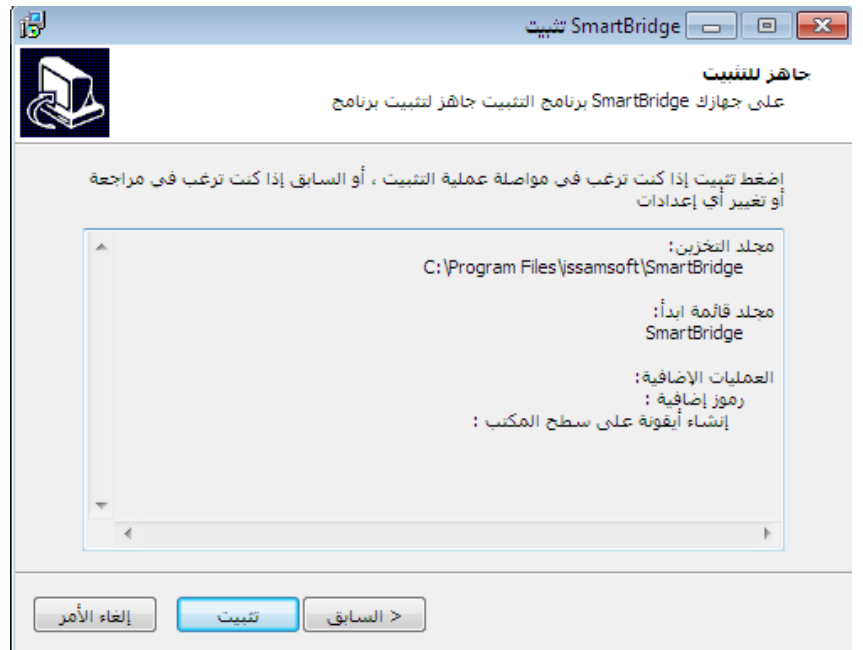 تثبيت SmartBridge
جاهز للتثبيت
على جهازك SmartBridge برنامج التثبيت جاهز لتثبيت برنامج
اضغط تثبيت إذا كنت ترغب في مواصلة عملية التثبيت ، أو السابق إذا كنت ترغب في مراجعة
أو تغيير أي إعدادات
مجلد التخزين:
C:\Program Files\issamsoft\SmartBridge
مجلد قائمة ابدأ:
SmartBridge
العمليات الإضافية:
رموز إضافية :
إنشاء أيقونة على سطح المكتب :
< السابق
تثبيت
إلغاء الأمر